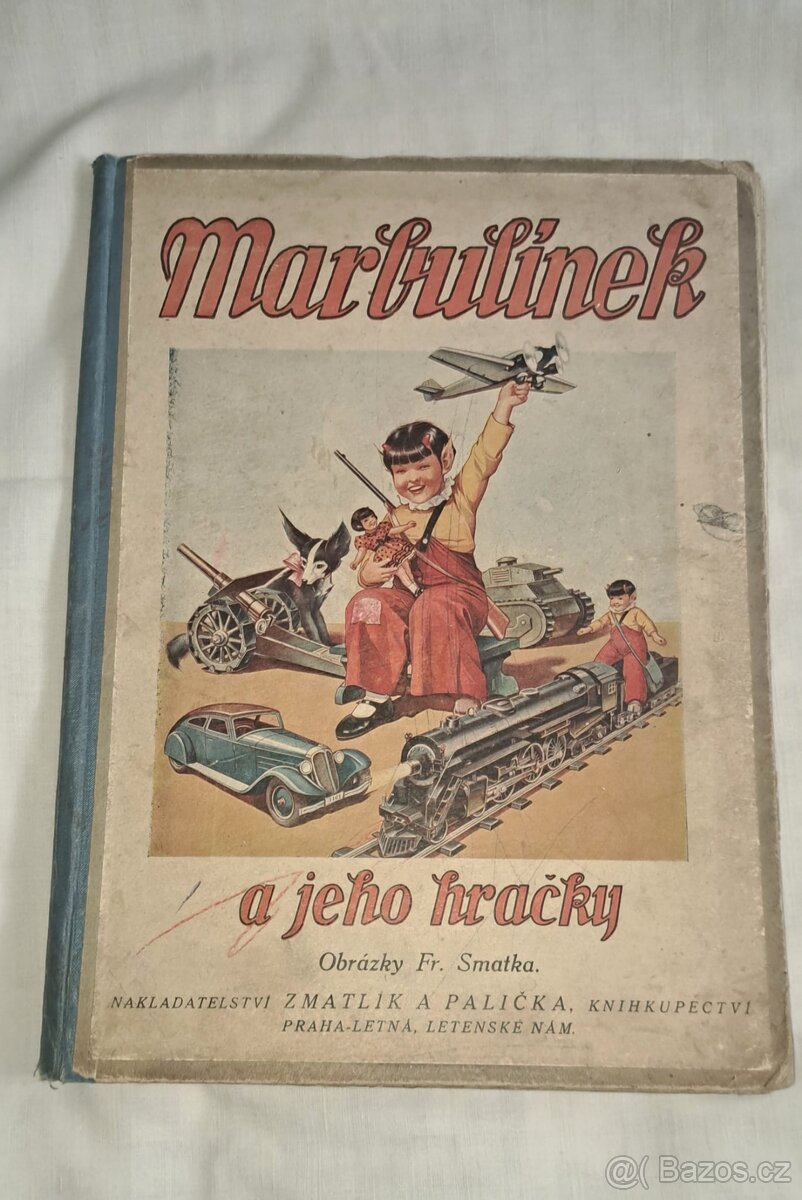 Marbulínek
a jeho hračky
Obrázky Fr. Smatka.
NAKLADATELSTVÍ ZMATLÍK A PALIČKA, KNIHKUPECTVÍ
PRAHA-LETNÁ, LETENSKÉ NÁM.
@( Bazos.cz